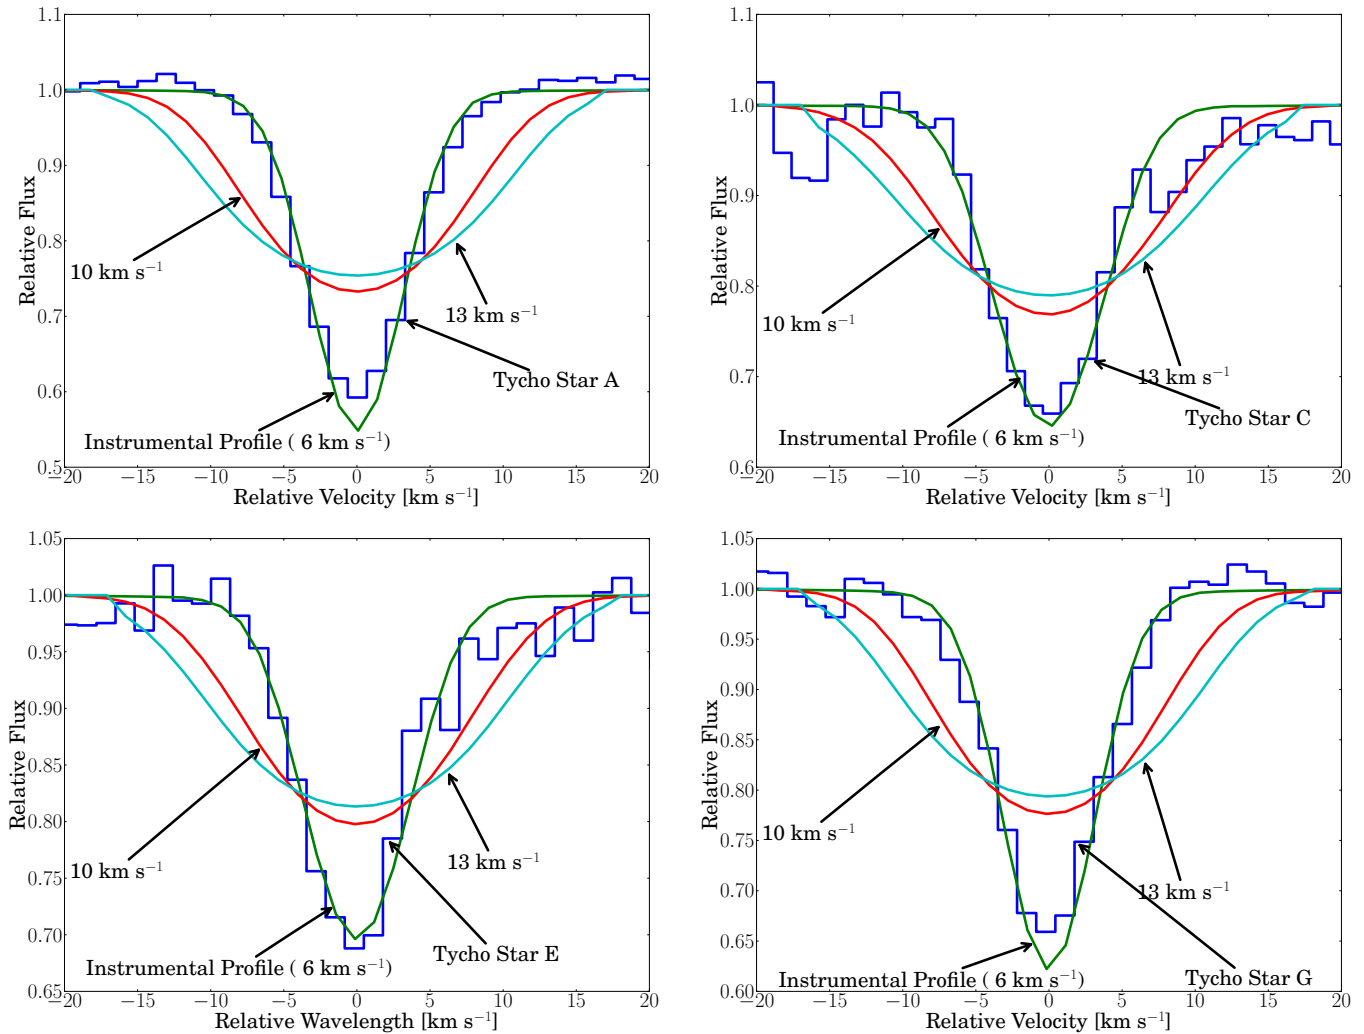 1.1
1.0
0.9
0.8
0.7
0.6
0.5
Relative Flux
10 km s⁻¹
13 km s⁻¹
Tycho Star A
Instrumental Profile ( 6 km s⁻¹)
−20 −15 −10 −5 0 5 10 15 20
Relative Velocity [km s⁻¹]
1.1
1.0
0.9
0.8
0.7
0.6
Relative Flux
10 km s⁻¹
13 km s⁻¹
Tycho Star C
Instrumental Profile ( 6 km s⁻¹)
−20 −15 −10 −5 0 5 10 15 20
Relative Velocity [km s⁻¹]
1.05
1.00
0.95
0.90
0.85
0.80
0.75
0.70
0.65
Relative Flux
10 km s⁻¹
13 km s⁻¹
Tycho Star E
Instrumental Profile ( 6 km s⁻¹)
−20 −15 −10 −5 0 5 10 15 20
Relative Wavelength [km s⁻¹]
1.05
1.00
0.95
0.90
0.85
0.80
0.75
0.70
0.65
0.60
Relative Flux
10 km s⁻¹
13 km s⁻¹
Tycho Star G
Instrumental Profile ( 6 km s⁻¹)
−20 −15 −10 −5 0 5 10 15 20
Relative Velocity [km s⁻¹]